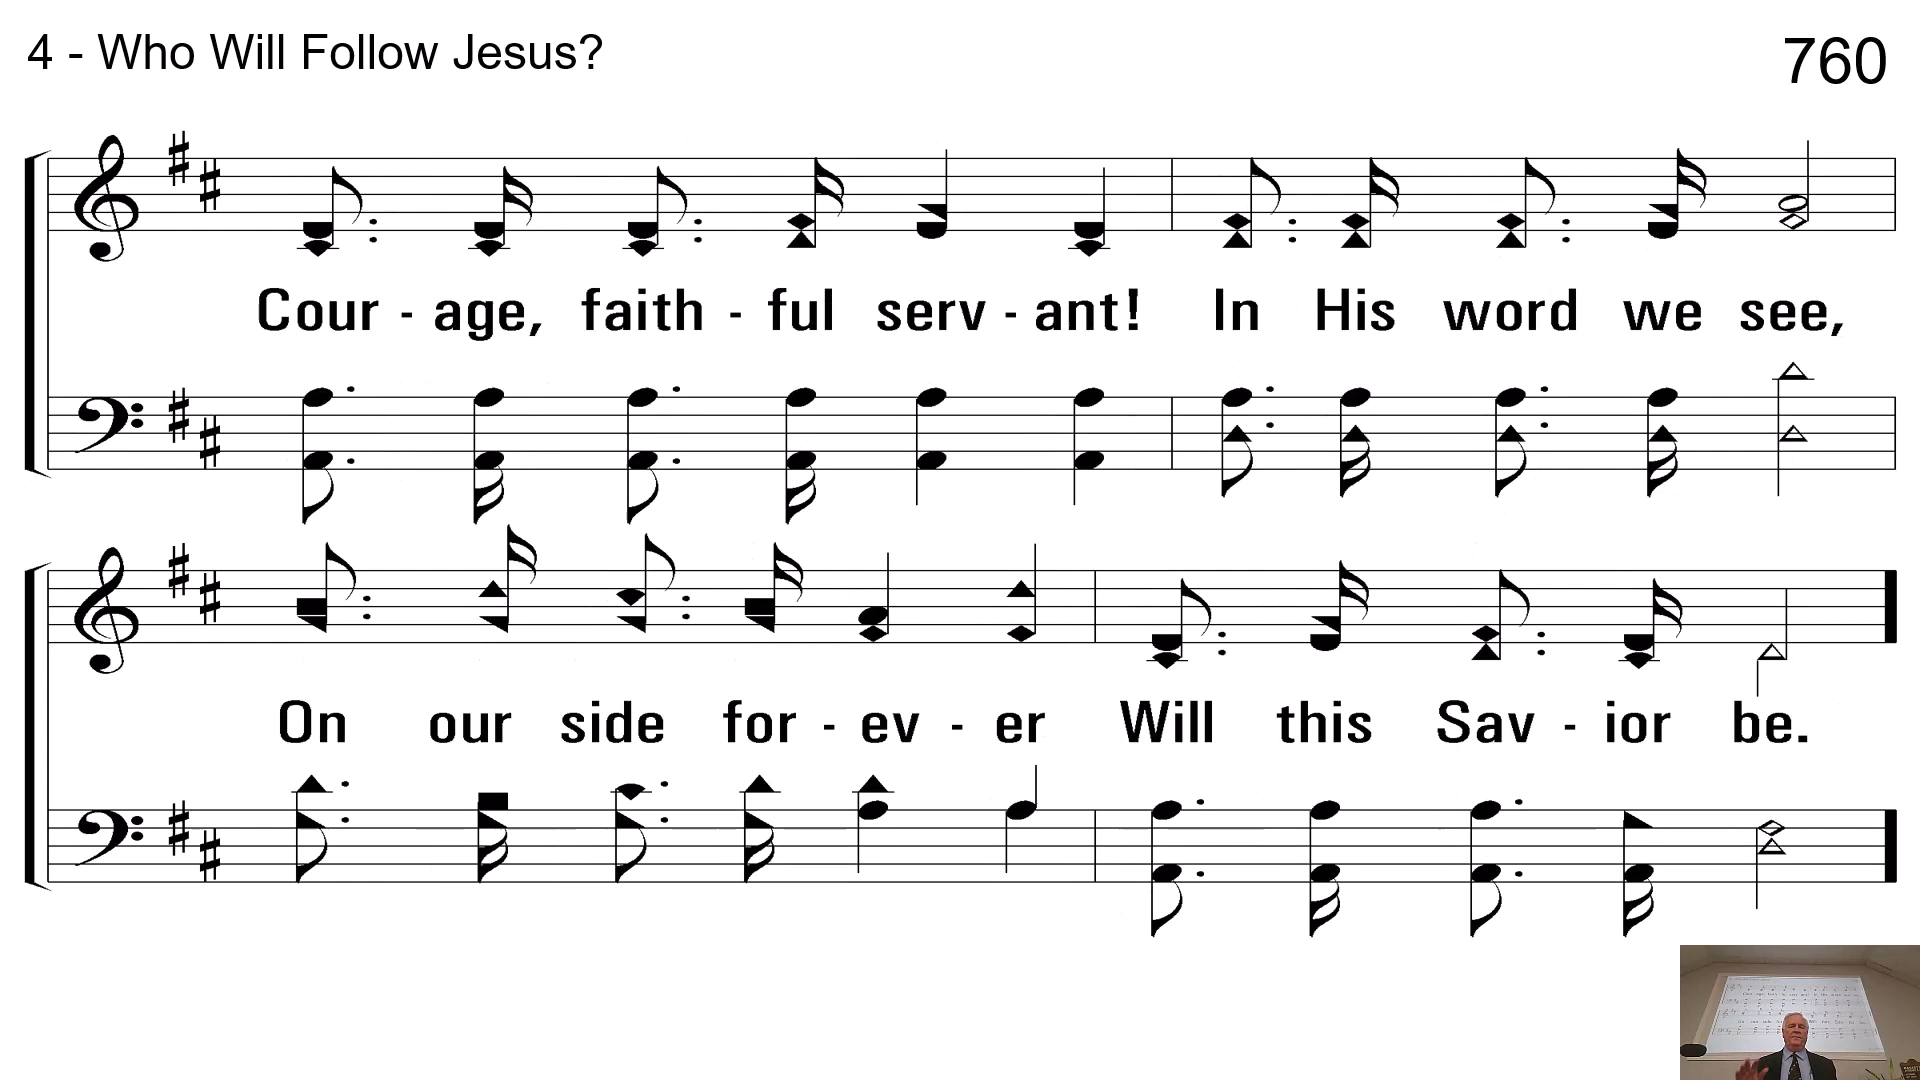 4 - Who Will Follow Jesus?
760
Cour - age, faith - ful serv - ant! In His word we see,
On our side for - ev - er Will this Sav - ior be.